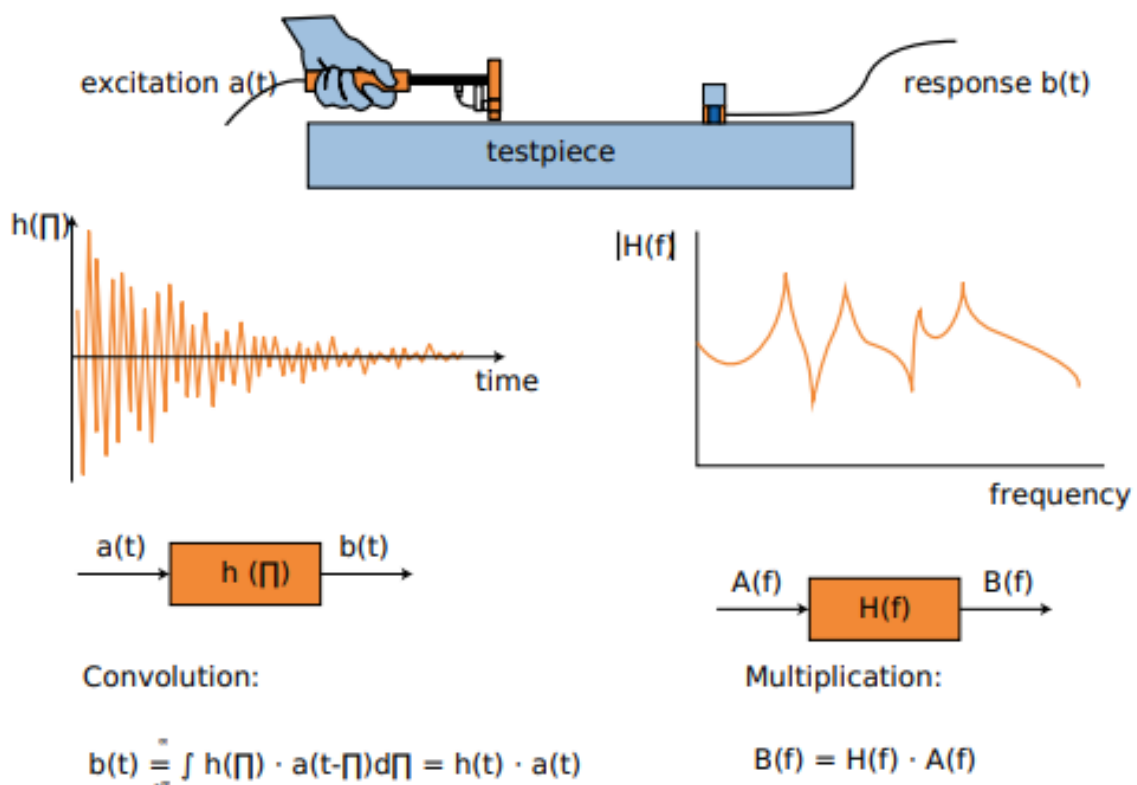 excitation a(t)
response b(t)
testpiece
h(∏)
time
|H(f)|
frequency
a(t)
h (∏)
b(t)
A(f)
H(f)
B(f)
Convolution:
Multiplication:
b(t) = ∫ h(∏) · a(t-∏)d∏ = h(t) · a(t)
B(f) = H(f) · A(f)